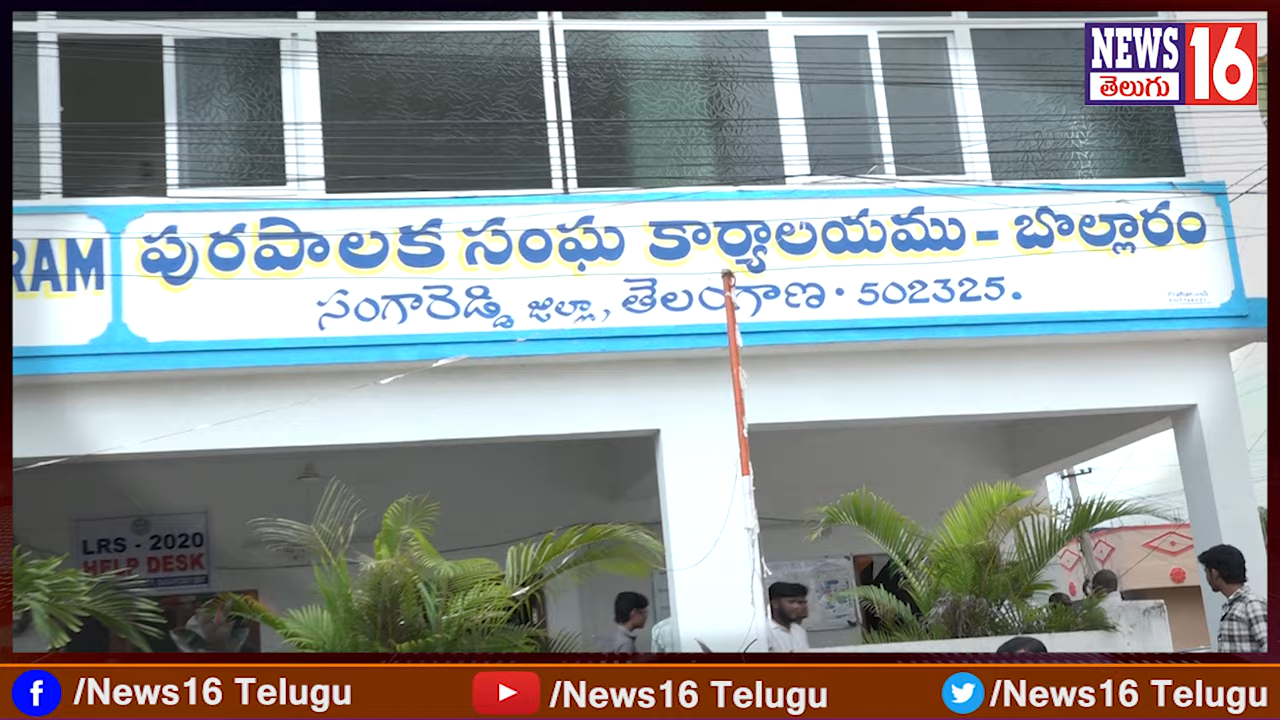 NEWS 16
తెలుగు
RAM
పురపాలక సంఘ కార్యాలయము - బొల్లారం
సంగారెడ్డి జిల్లా, తెలంగాణ. 502325.
LRS - 2020
HELP DESK
/News16 Telugu
/News16 Telugu
/News16 Telugu